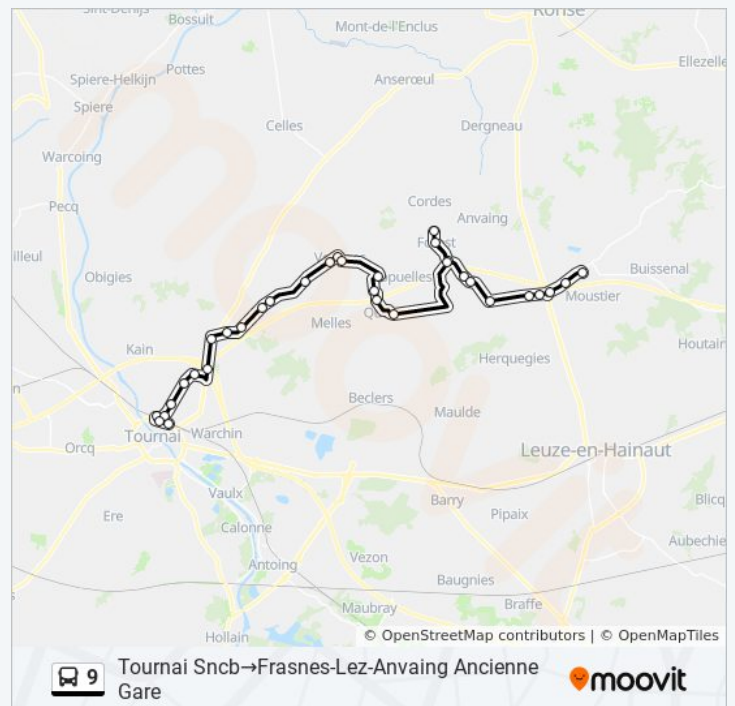 Bossuit
Mont-de-l'Enclus
Pottes
Ellezelle
Spiere-Helkijn
Anserœul
Spiere
Celles
Dergneau
Warcoing
Cordes
Pecq
Anvaing
illeul
Obigies
Buissenal
Moustier
Melles
Houtain
Kain
Herquegies
Beclers
Maulde
Tournai
Warchin
Orcq
Leuze-en-Hainaut
Vaulx
Barry
Blicq
Ere
Pipaix
Calonne
Aubechie
Vezon
Antoing
Baugnies
Braffe
Maubray
Hollain
© OpenStreetMap contributors | © OpenMapTiles
9
Tournai Sncb→Frasnes-Lez-Anvaing Ancienne
Gare
moovit